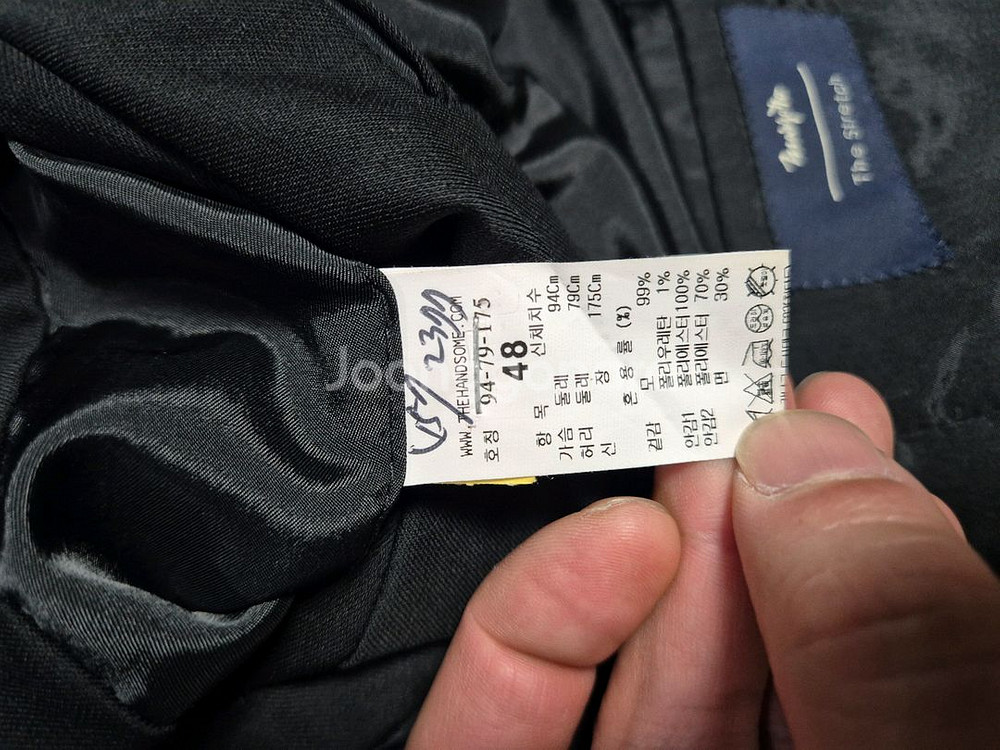 The Stretch
WWW.THEHANDSOME.COM
호칭 94-79-175
48
항 목 신체치수
가슴 둘레 94Cm
허리 둘레 79Cm
신 장 175Cm
혼 용 률 (%)
겉감 모 99%
폴리우레탄 1%
안감1 폴리에스터 100%
안감2 폴리에스터 70%
면 30%